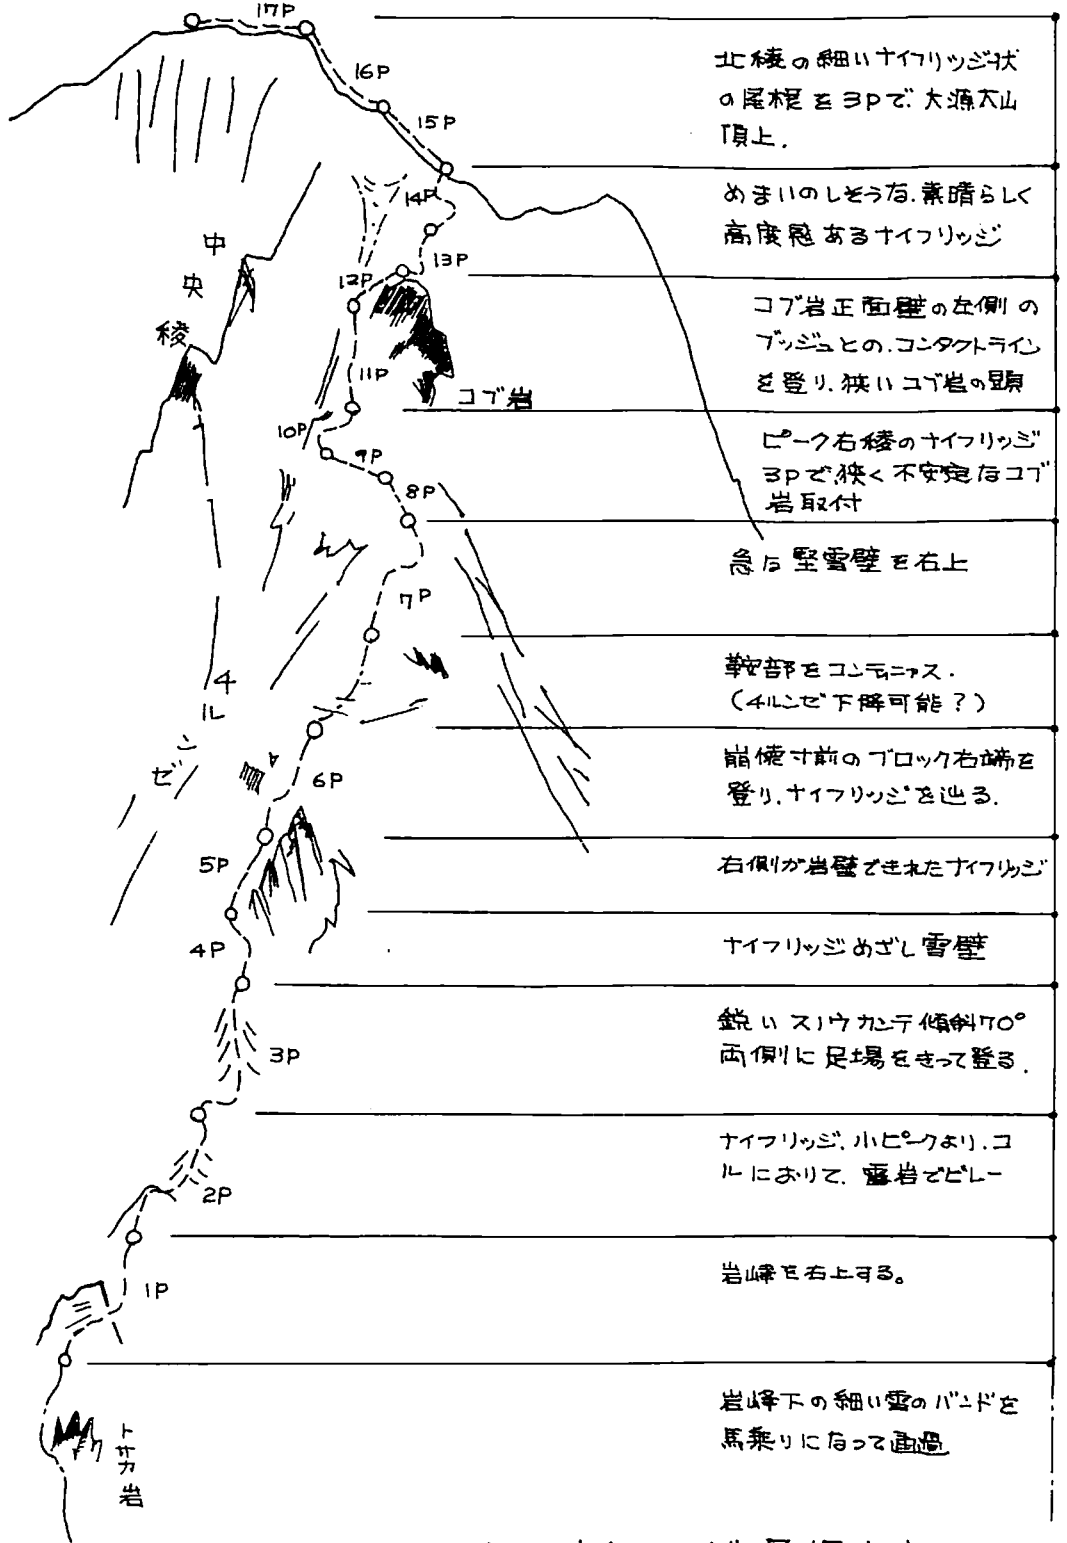 17P
16P
15P
14P
13P
12P
11P
10P
9P
8P
7P
6P
5P
4P
3P
2P
1P
中央稜
4ルンゼ
コブ岩
トサカ岩
北稜の細いナイフリッジ状
の尾根を3Pで、大源太山
頂上.
めまいのしそうな.素晴らしく
高度感あるナイフリッジ
コブ岩正面壁の左側の
ブッシュとの.コンタクトライン
を登り.狭いコブ岩の頭
ピーク右稜のナイフリッジ
3Pで、狭く不安定なコブ
岩取付
急な堅雪壁を右上
鞍部をコンティニアス.
(4ルンゼ下降可能?)
崩壊寸前のブロック右端を
登り.ナイフリッジを辿る.
右側が岩壁できれたナイフリッジ
ナイフリッジめざし雪壁
鋭いスノウカンテ傾斜70°
両側に足場をきって登る.
ナイフリッジ.小ピークより.コ
ルにおりて、露岩でビレー
岩峰を右上する。
岩峰下の細い雪のバンドを
馬乗りになって通過